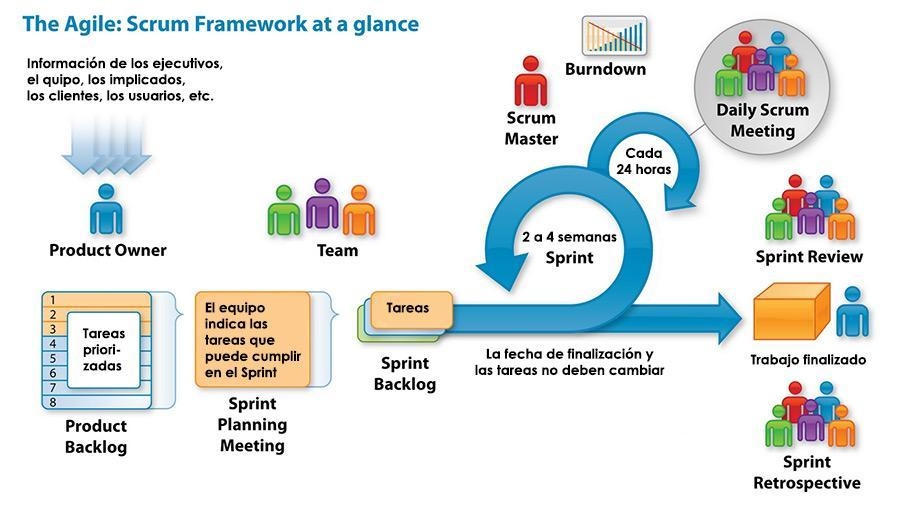 The Agile: Scrum Framework at a glance
Información de los ejecutivos,
el quipo, los implicados,
los clientes, los usuarios, etc.
Product Owner
Team
Scrum
Master
Burndown
Daily Scrum
Meeting
Cada
24 horas
2 a 4 semanas
Sprint
Sprint Review
1
2
3
4
5
6
7
8
Tareas
priori-
zadas
Product
Backlog
El equipo
indica las
tareas que
puede cumplir
en el Sprint
Sprint
Planning
Meeting
Tareas
Sprint
Backlog
La fecha de finalización y
las tareas no deben cambiar
Trabajo finalizado
Sprint
Retrospective